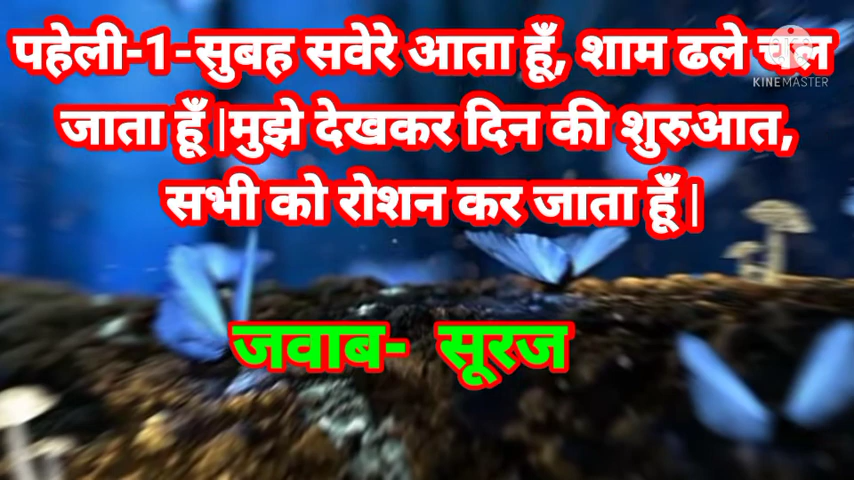 पहेली-1-सुबह सवेरे आता हूँ, शाम ढले चल
जाता हूँ |मुझे देखकर दिन की शुरुआत,
सभी को रोशन कर जाता हूँ |
जवाब- सूरज
KINEMASTER